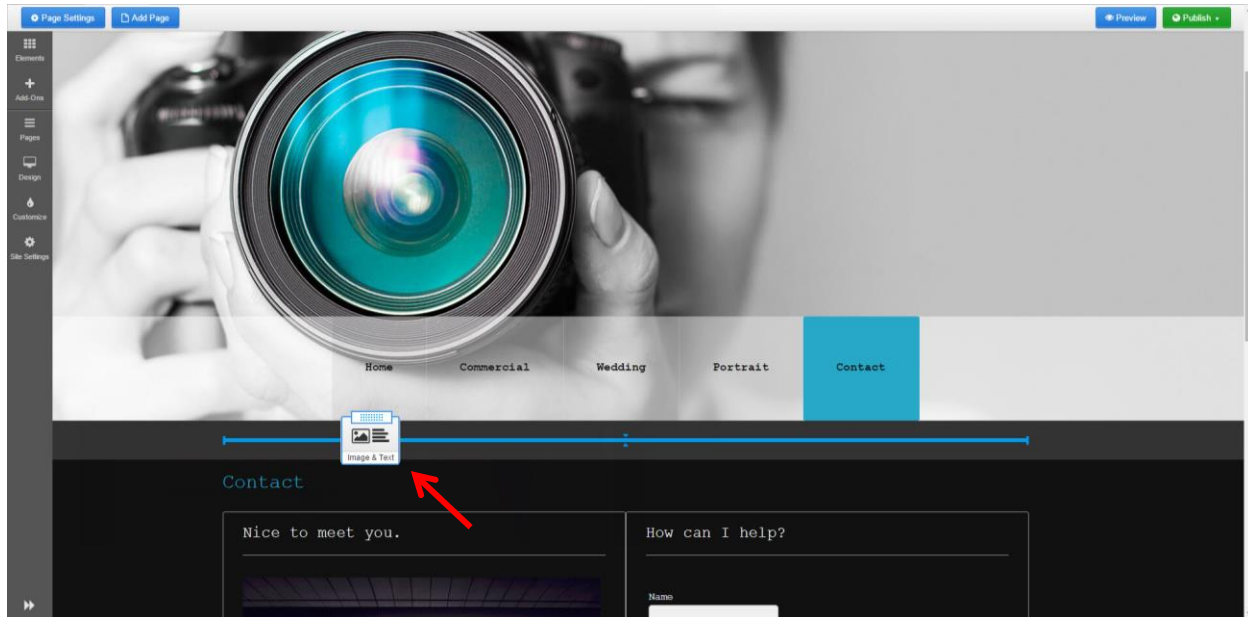 Page Settings
Add Page
Preview
Publish
Elements
Add-Ons
Pages
Design
Customize
Site Settings
Home
Commercial
Wedding
Portrait
Contact
Image & Text
Contact
Nice to meet you.
How can I help?
Name